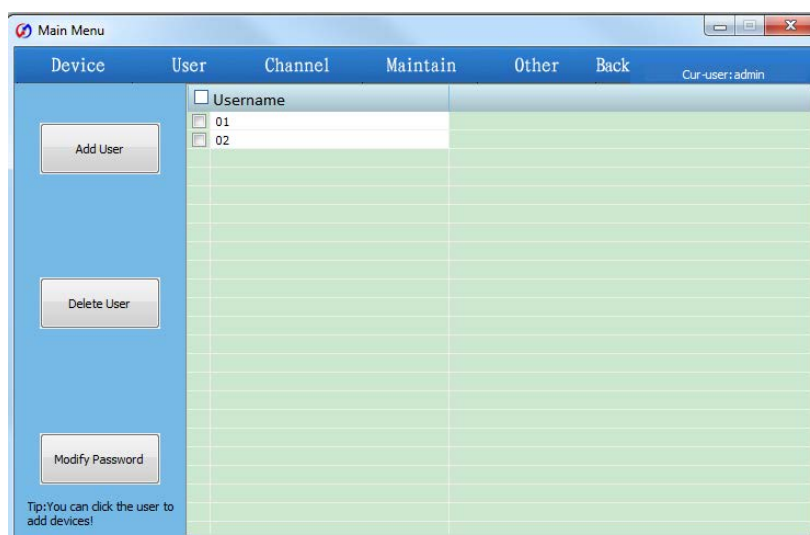 Main Menu
Device User Channel Maintain Other Back Cur-user:admin
Username
01
02
Add User
Delete User
Modify Password
Tip:You can click the user to
add devices!